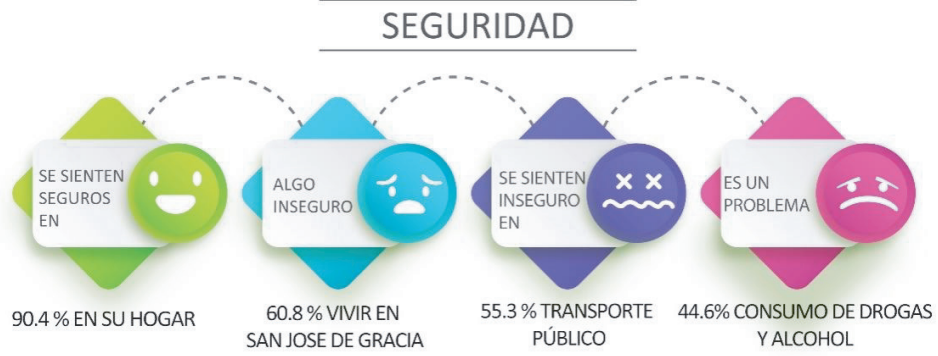 SEGURIDAD
SE SIENTEN
SEGUROS
EN
ALGO
INSEGURO
SE SIENTEN
INSEGURO
EN
ES UN
PROBLEMA
90.4 % EN SU HOGAR
60.8 % VIVIR EN
SAN JOSE DE GRACIA
55.3 % TRANSPORTE
PÚBLICO
44.6% CONSUMO DE DROGAS
Y ALCOHOL